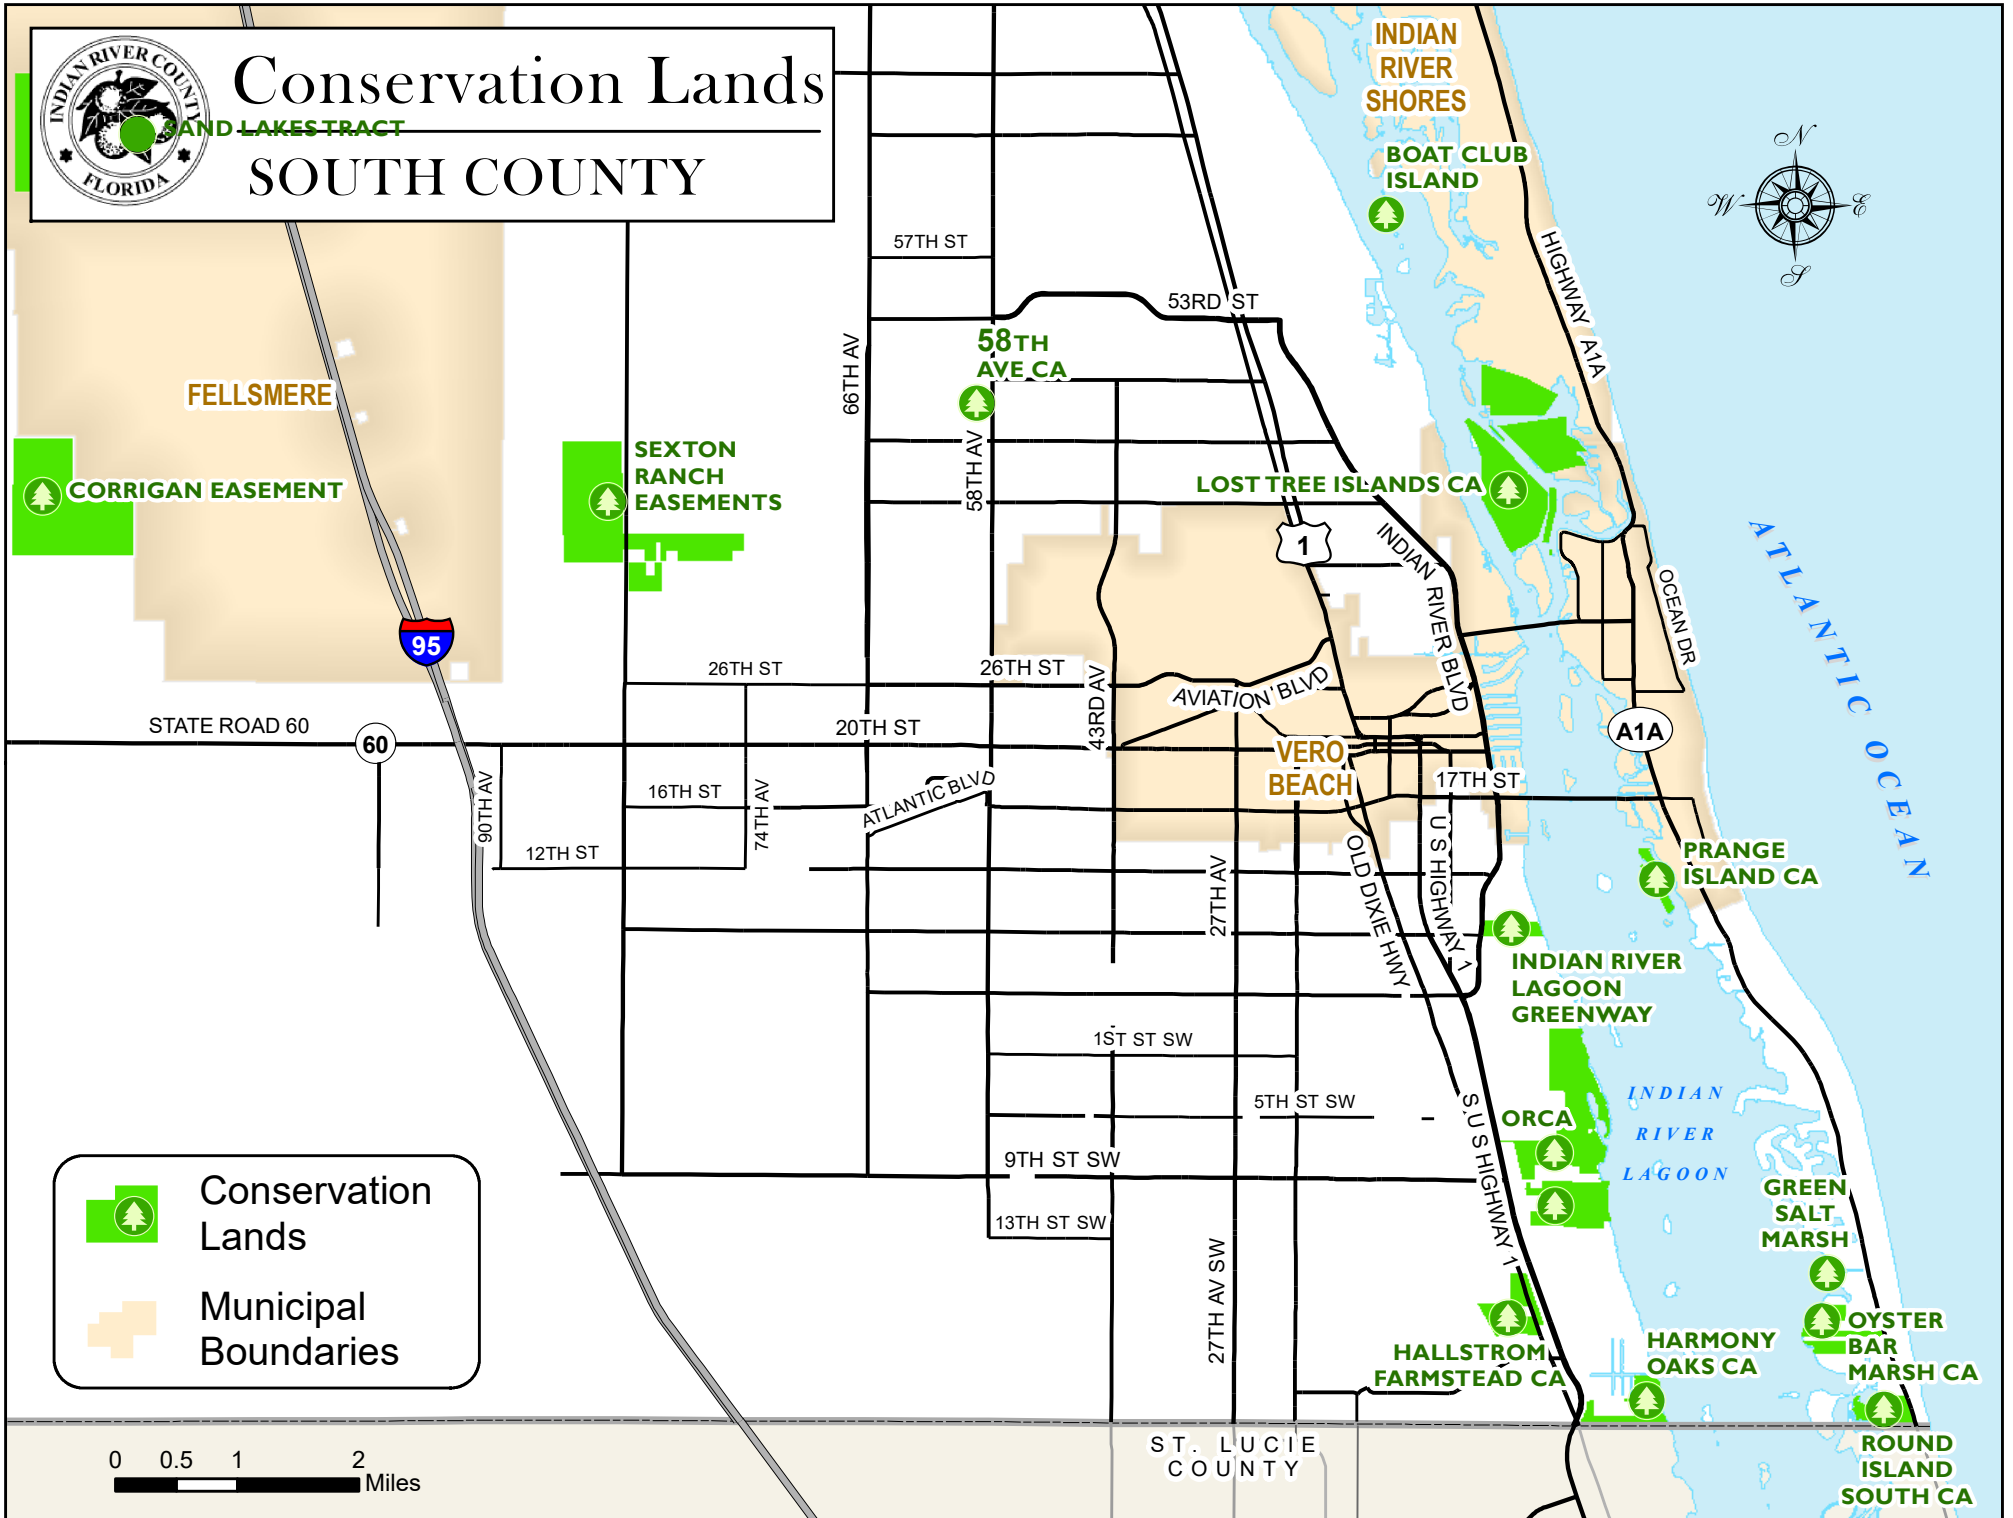 INDIAN RIVER COUNTY
FLORIDA
Conservation Lands
SAND LAKES TRACT
SOUTH COUNTY
INDIAN
RIVER
SHORES
BOAT CLUB
ISLAND
N
W
E
S
57TH ST
53RD ST
HIGHWAY A1A
58TH
AVE CA
66TH AV
FELLSMERE
58TH AV
SEXTON
RANCH
EASEMENTS
CORRIGAN EASEMENT
LOST TREE ISLANDS CA
1
INDIAN RIVER BLVD
OCEAN DR
ATLANTIC OCEAN
95
26TH ST
26TH ST
43RD AV
AVIATION BLVD
STATE ROAD 60
60
20TH ST
A1A
VERO
BEACH
17TH ST
90TH AV
16TH ST
74TH AV
ATLANTIC BLVD
12TH ST
27TH AV
OLD DIXIE HWY
U S HIGHWAY 1
PRANGE
ISLAND CA
INDIAN RIVER
LAGOON
GREENWAY
1ST ST SW
5TH ST SW
S U S HIGHWAY 1
ORCA
INDIAN
RIVER
LAGOON
9TH ST SW
13TH ST SW
27TH AV SW
GREEN
SALT
MARSH
OYSTER
BAR
MARSH CA
HALLSTROM
FARMSTEAD CA
HARMONY
OAKS CA
ROUND
ISLAND
SOUTH CA
ST. LUCIE
COUNTY
Conservation
Lands
Municipal
Boundaries
0 0.5 1 2
Miles